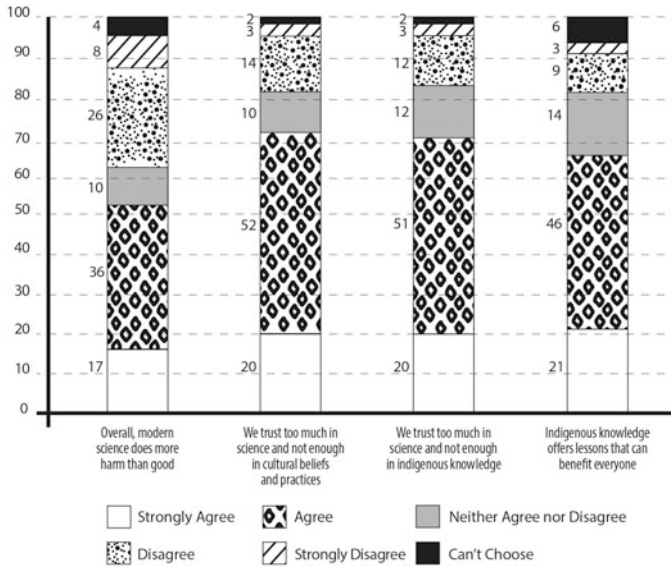 100
90
80
70
60
50
40
30
20
10
0
4
8
26
10
36
17
2
3
14
10
52
20
2
3
12
12
51
20
6
3
9
14
46
21
Overall, modern
science does more
harm than good
We trust too much in
science and not enough
in cultural beliefs
and practices
We trust too much in
science and not enough
in indigenous knowledge
Indigenous knowledge
offers lessons that can
benefit everyone
Strongly Agree
Agree
Neither Agree nor Disagree
Disagree
Strongly Disagree
Can't Choose